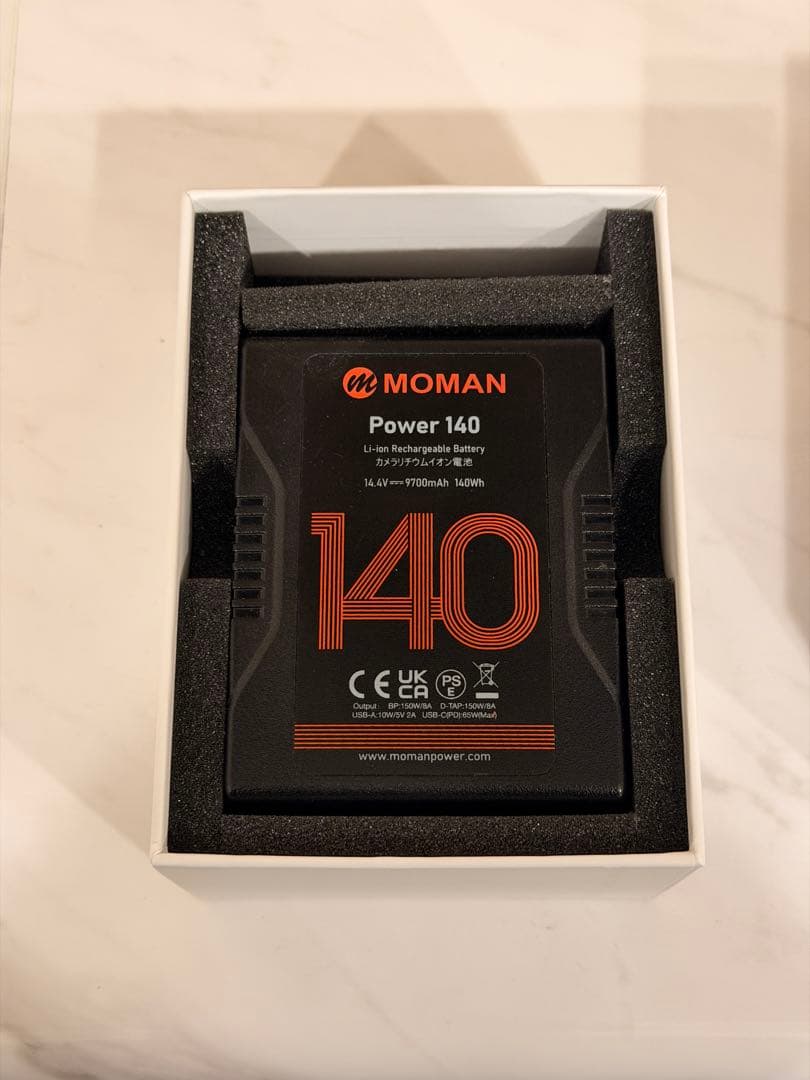 MOMAN
Power 140
Li-ion Rechargeable Battery
カメラリチウムイオン電池
14.4V⎓9700mAh 140Wh
140
CE UK CA PS E
Output: BP:150W/8A D-TAP:150W/8A
USB-A:10W/5V 2A USB-C(PD):65W(Max)
www.momanpower.com